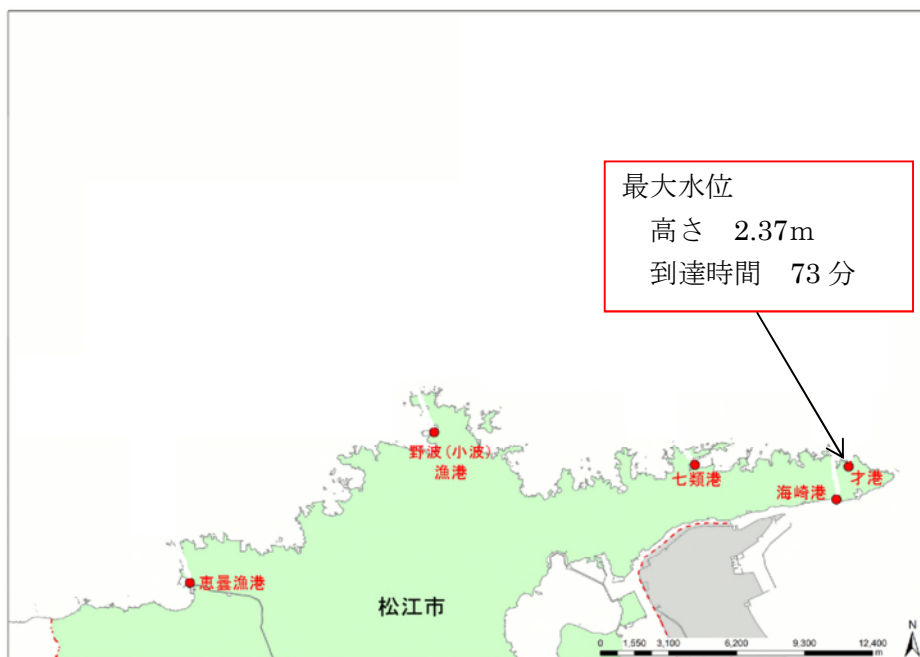 最大水位
高さ 2.37m
到達時間 73 分
野波(小波)
漁港
七類港
才港
海崎港
恵曇漁港
松江市
N
0 1,550 3,100 6,200 9,300 12,400
m